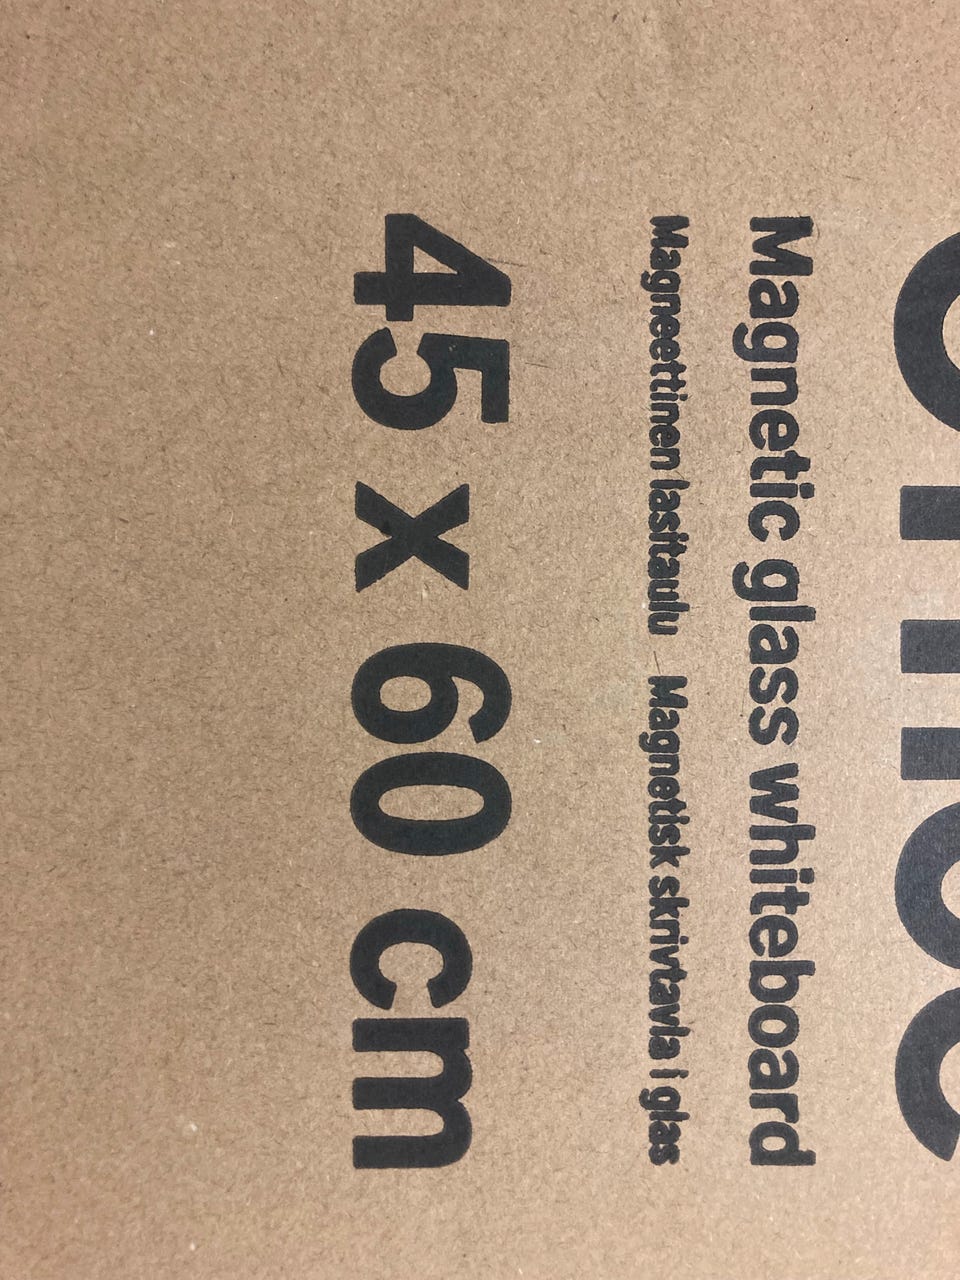 Magnetic glass whiteboard
Magneettinen lasitaulu Magnetisk skrivtavla i glas
45 x 60 cm